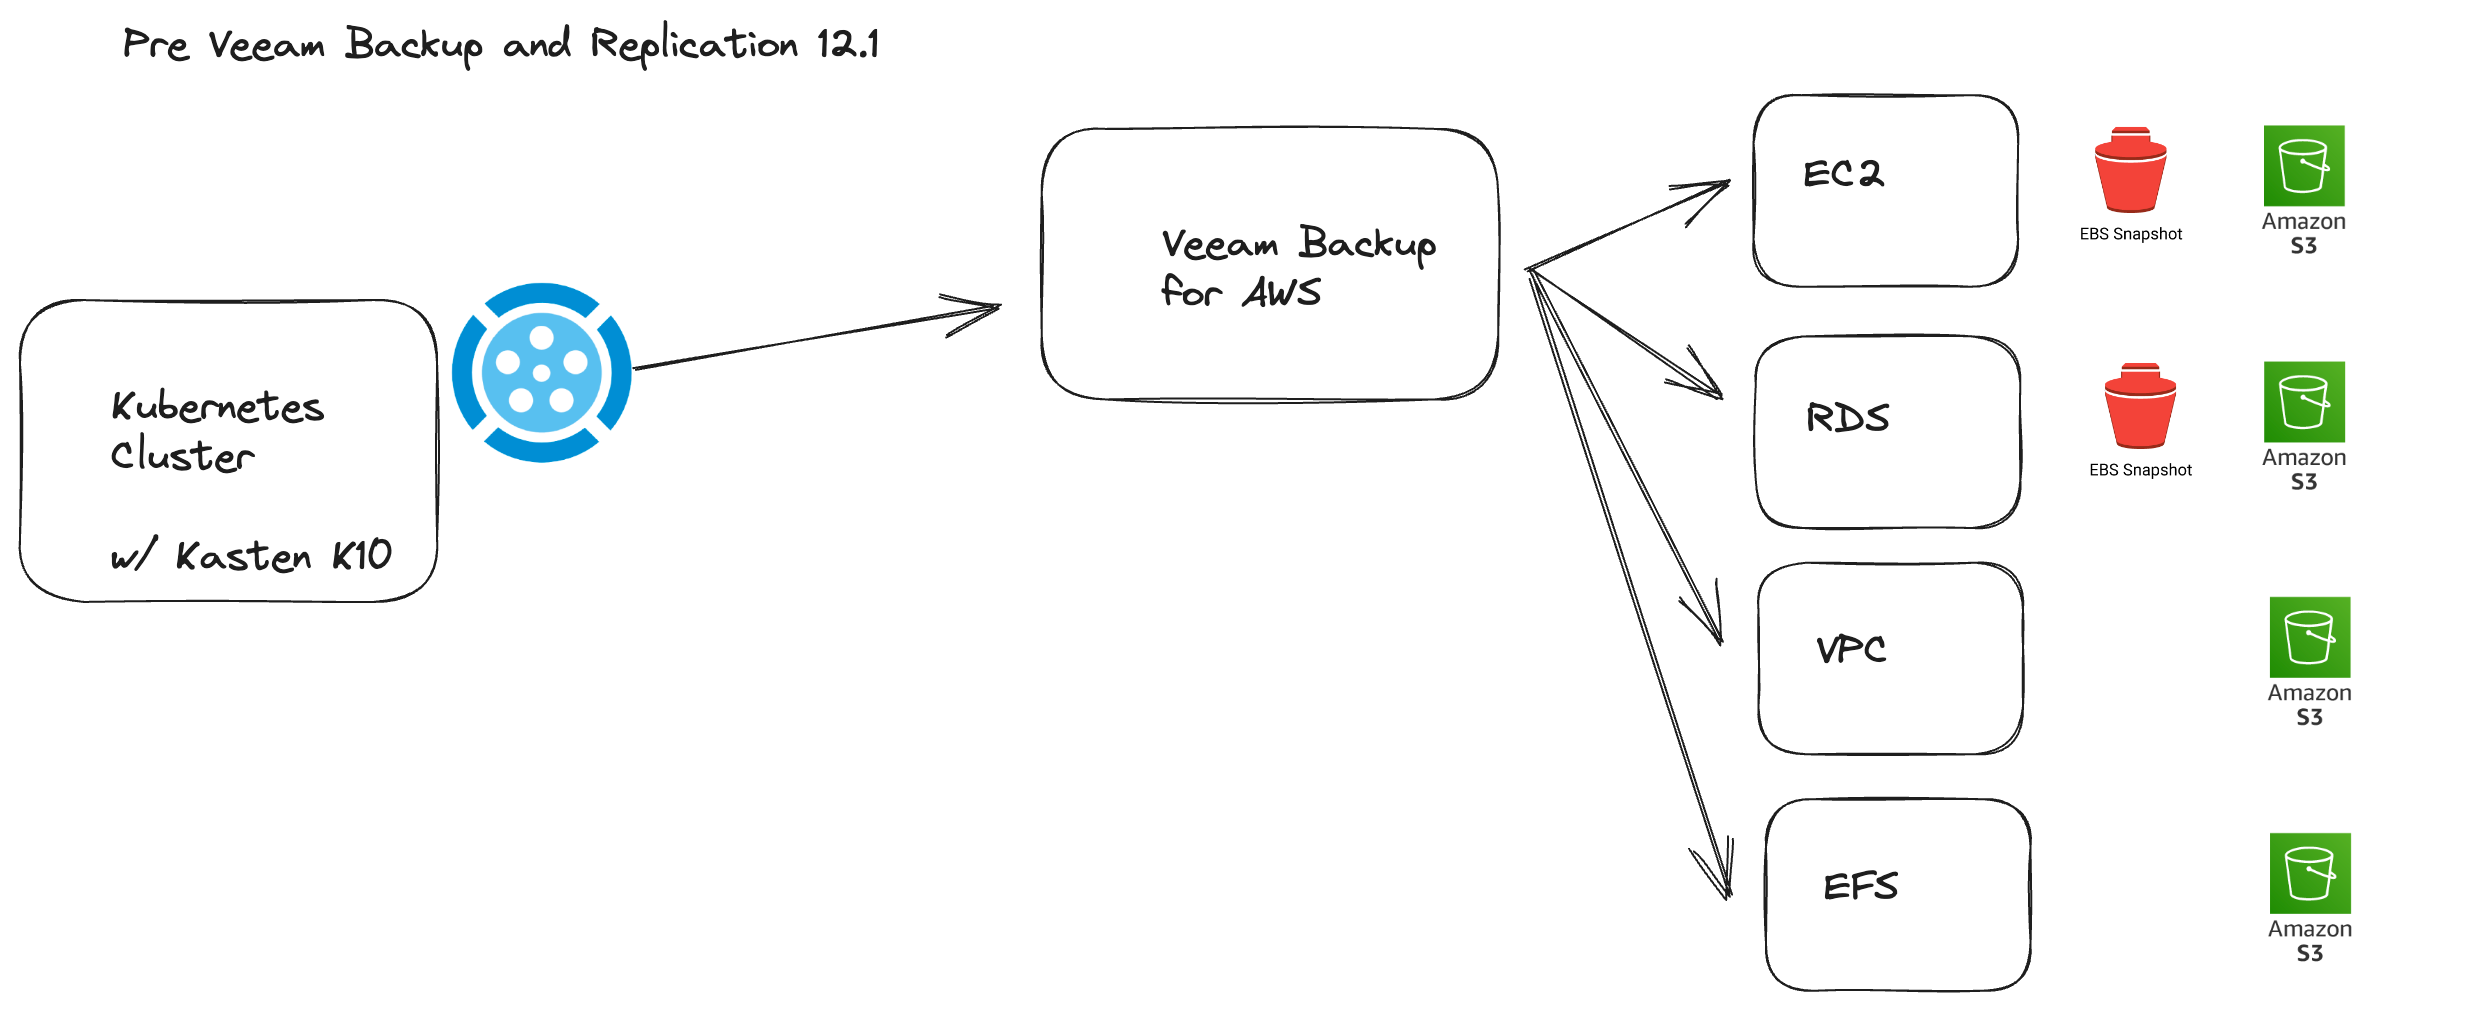 Pre Veeam Backup and Replication 12.1
Kubernetes
Cluster
w/ Kasten K10
Veeam Backup
for AWS
EC2
EBS Snapshot
Amazon
S3
RDS
EBS Snapshot
Amazon
S3
VPC
Amazon
S3
EFS
Amazon
S3